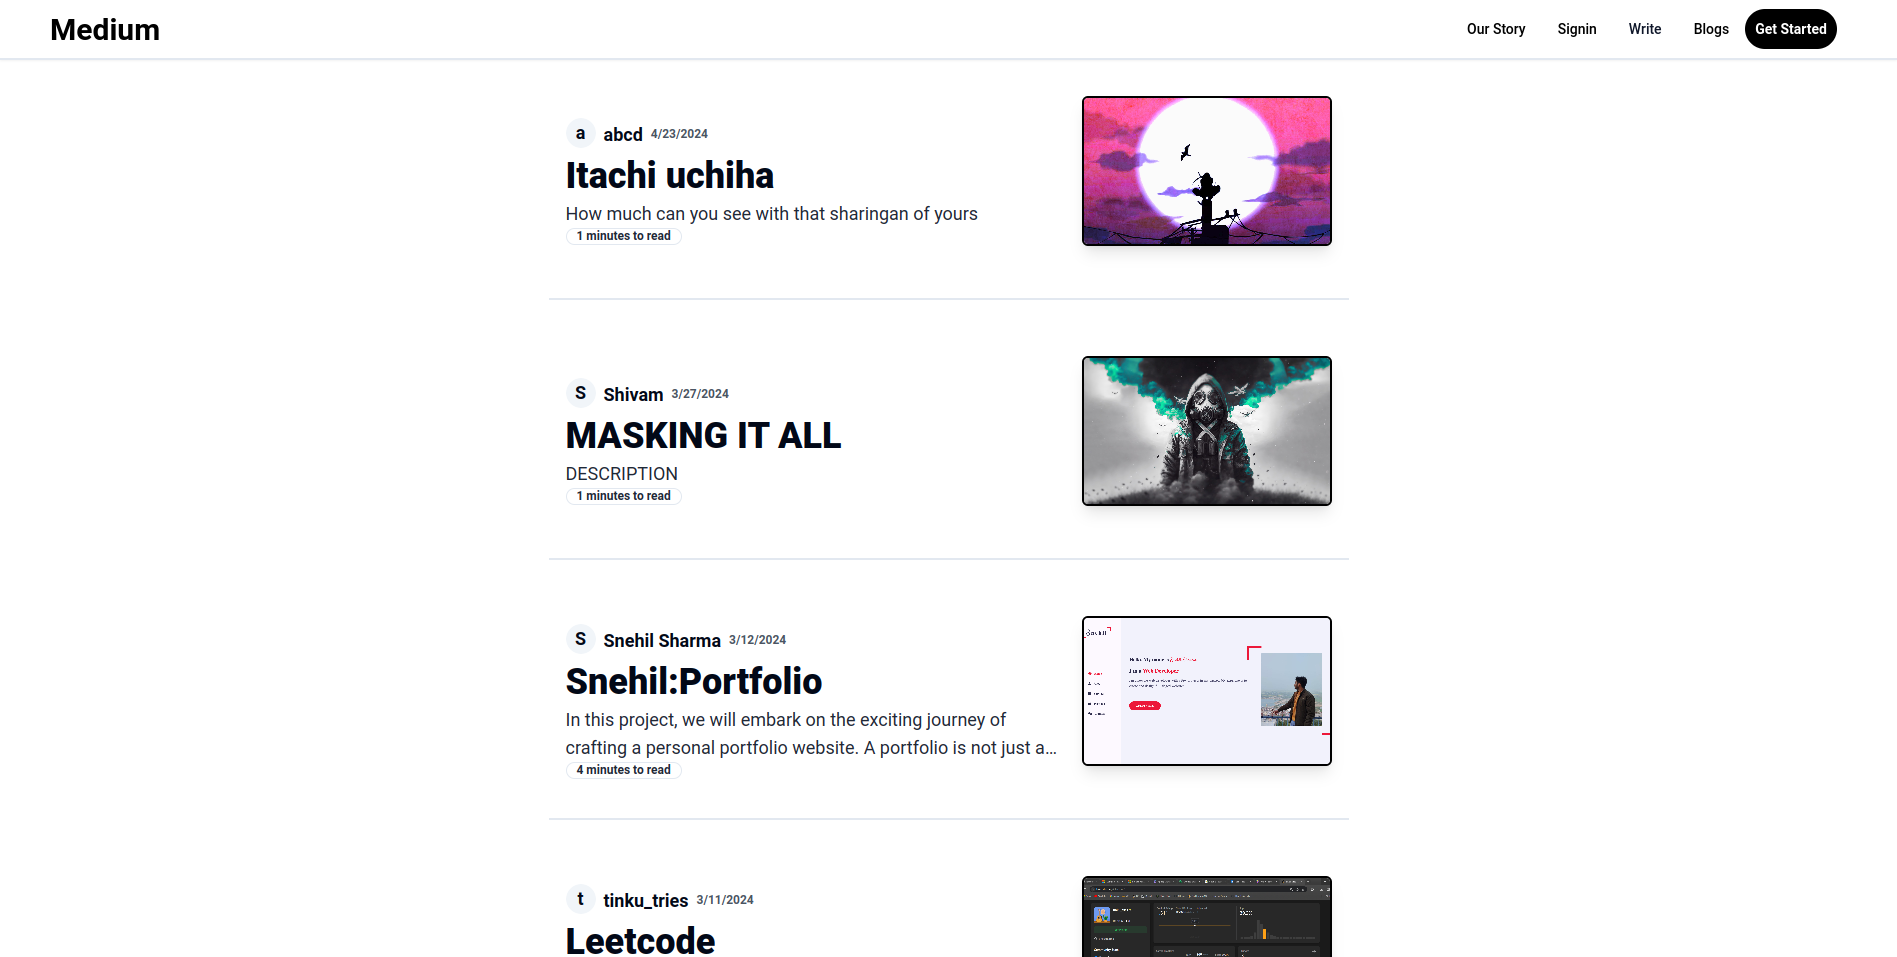 Medium
Our Story
Signin
Write
Blogs
Get Started
a
abcd
4/23/2024
Itachi uchiha
How much can you see with that sharingan of yours
1 minutes to read
S
Shivam
3/27/2024
MASKING IT ALL
DESCRIPTION
1 minutes to read
S
Snehil Sharma
3/12/2024
Snehil:Portfolio
In this project, we will embark on the exciting journey of
crafting a personal portfolio website. A portfolio is not just a...
4 minutes to read
t
tinku_tries
3/11/2024
Leetcode